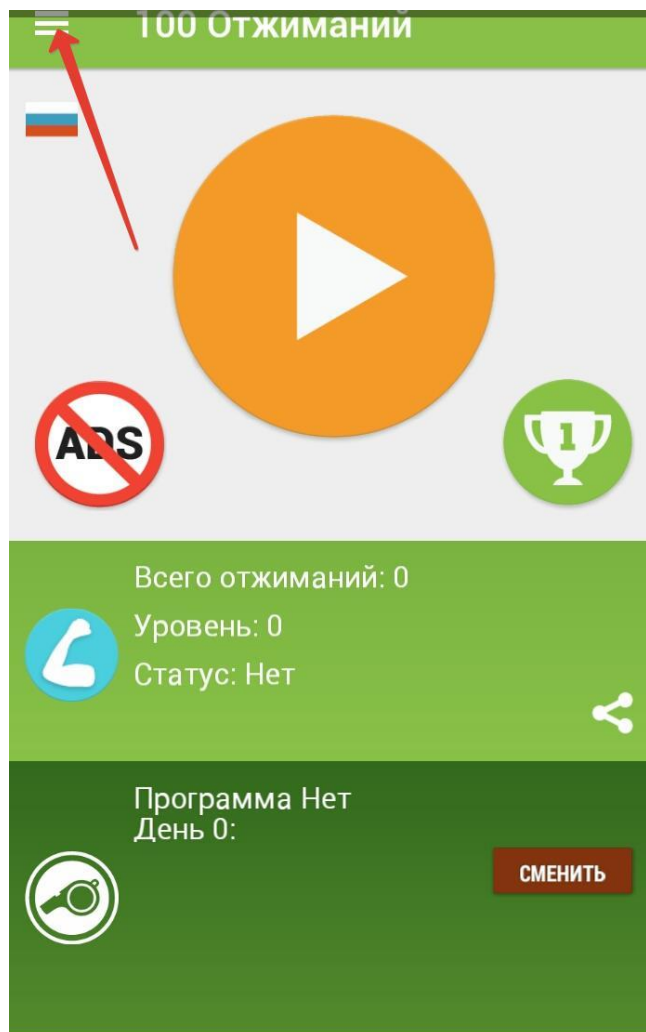 100 Отжиманий
ADS
1
Всего отжиманий: 0
Уровень: 0
Статус: Нет
Программа Нет
День 0:
СМЕНИТЬ